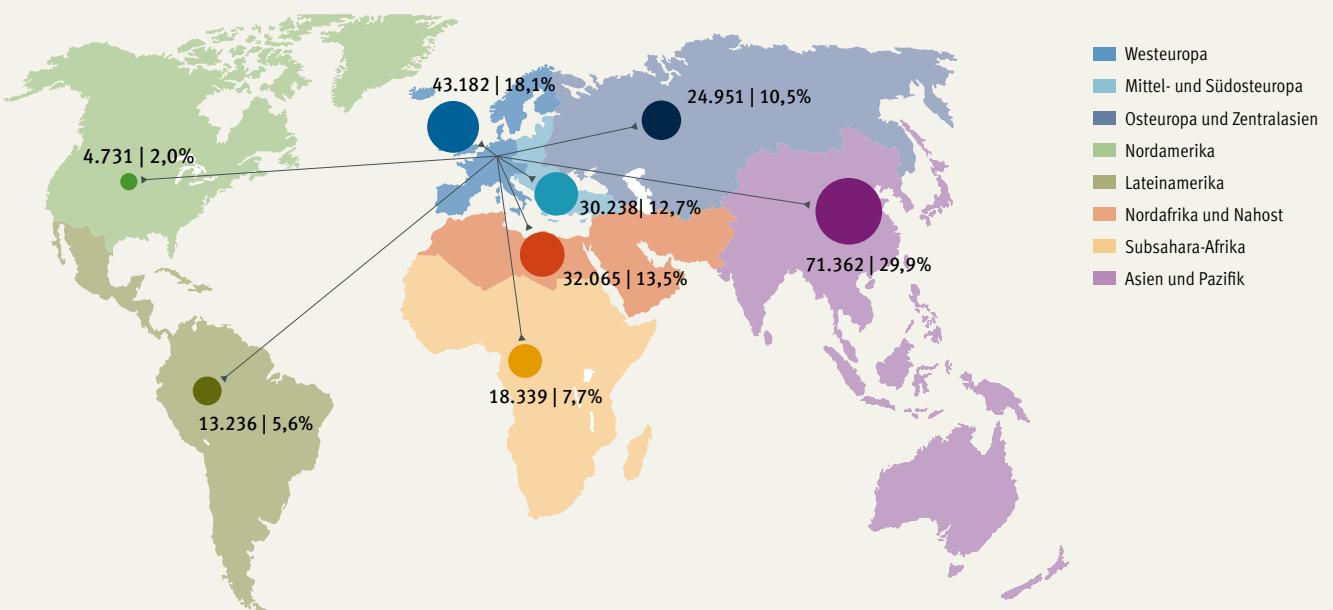 43.182 | 18,1%
24.951 | 10,5%
4.731 | 2,0%
30.238| 12,7%
71.362 | 29,9%
32.065 | 13,5%
18.339 | 7,7%
13.236 | 5,6%
Westeuropa
Mittel- und Südosteuropa
Osteuropa und Zentralasien
Nordamerika
Lateinamerika
Nordafrika und Nahost
Subsahara-Afrika
Asien und Pazifik